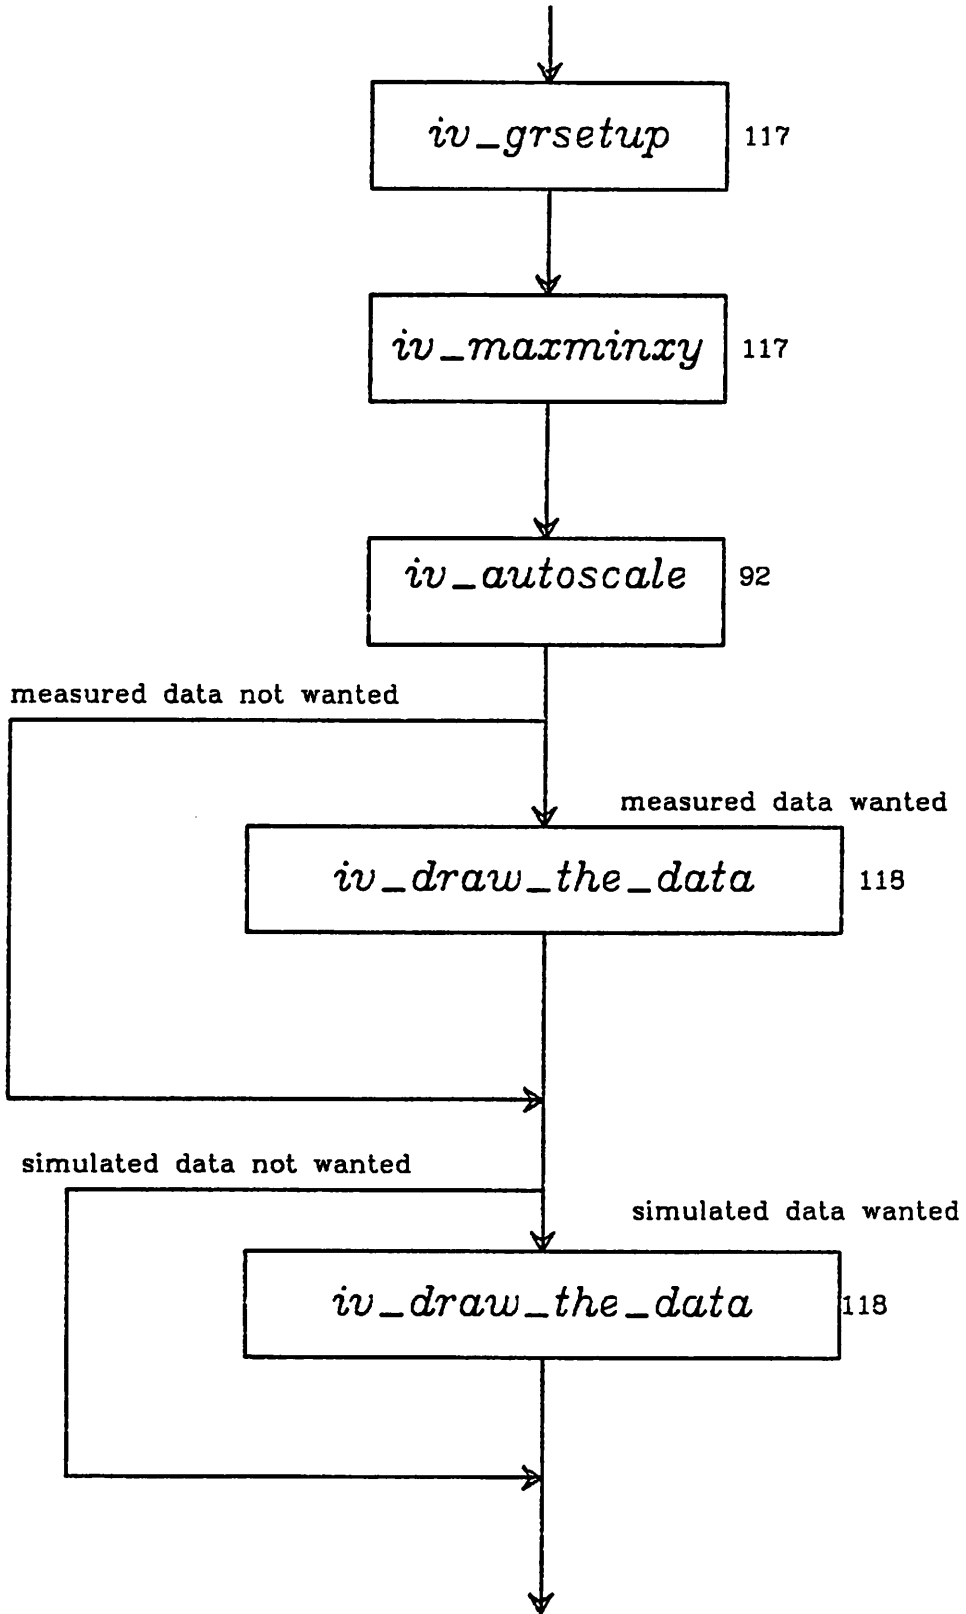 iv_grsetup 117
iv_maxminxy 117
iv_autoscale 92
measured data not wanted
measured data wanted
iv_draw_the_data 118
simulated data not wanted
simulated data wanted
iv_draw_the_data 118